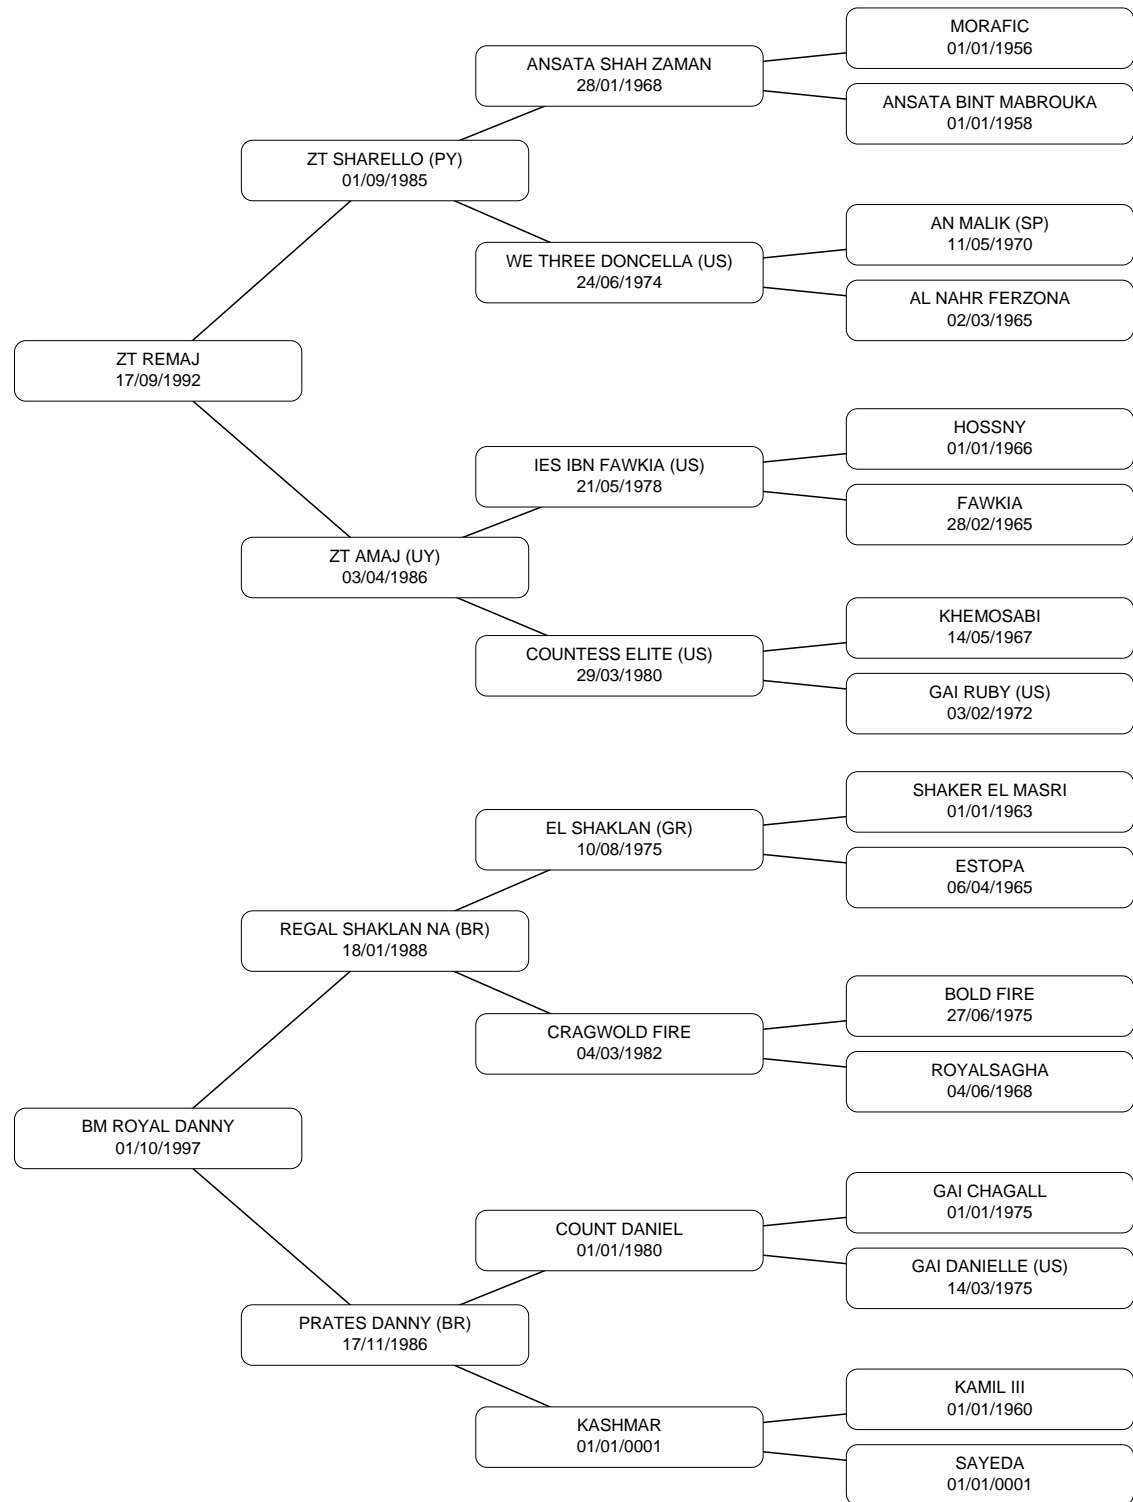 MORAFIC
01/01/1956
ANSATA SHAH ZAMAN
28/01/1968
ANSATA BINT MABROUKA
01/01/1958
ZT SHARELLO (PY)
01/09/1985
AN MALIK (SP)
11/05/1970
WE THREE DONCELLA (US)
24/06/1974
AL NAHR FERZONA
02/03/1965
ZT REMAJ
17/09/1992
HOSSNY
01/01/1966
IES IBN FAWKIA (US)
21/05/1978
FAWKIA
28/02/1965
ZT AMAJ (UY)
03/04/1986
KHEMOSABI
14/05/1967
COUNTESS ELITE (US)
29/03/1980
GAI RUBY (US)
03/02/1972
SHAKER EL MASRI
01/01/1963
EL SHAKLAN (GR)
10/08/1975
ESTOPA
06/04/1965
REGAL SHAKLAN NA (BR)
18/01/1988
BOLD FIRE
27/06/1975
CRAGWOLD FIRE
04/03/1982
ROYALSAGHA
04/06/1968
BM ROYAL DANNY
01/10/1997
GAI CHAGALL
01/01/1975
COUNT DANIEL
01/01/1980
GAI DANIELLE (US)
14/03/1975
PRATES DANNY (BR)
17/11/1986
KAMIL III
01/01/1960
KASHMAR
01/01/0001
SAYEDA
01/01/0001